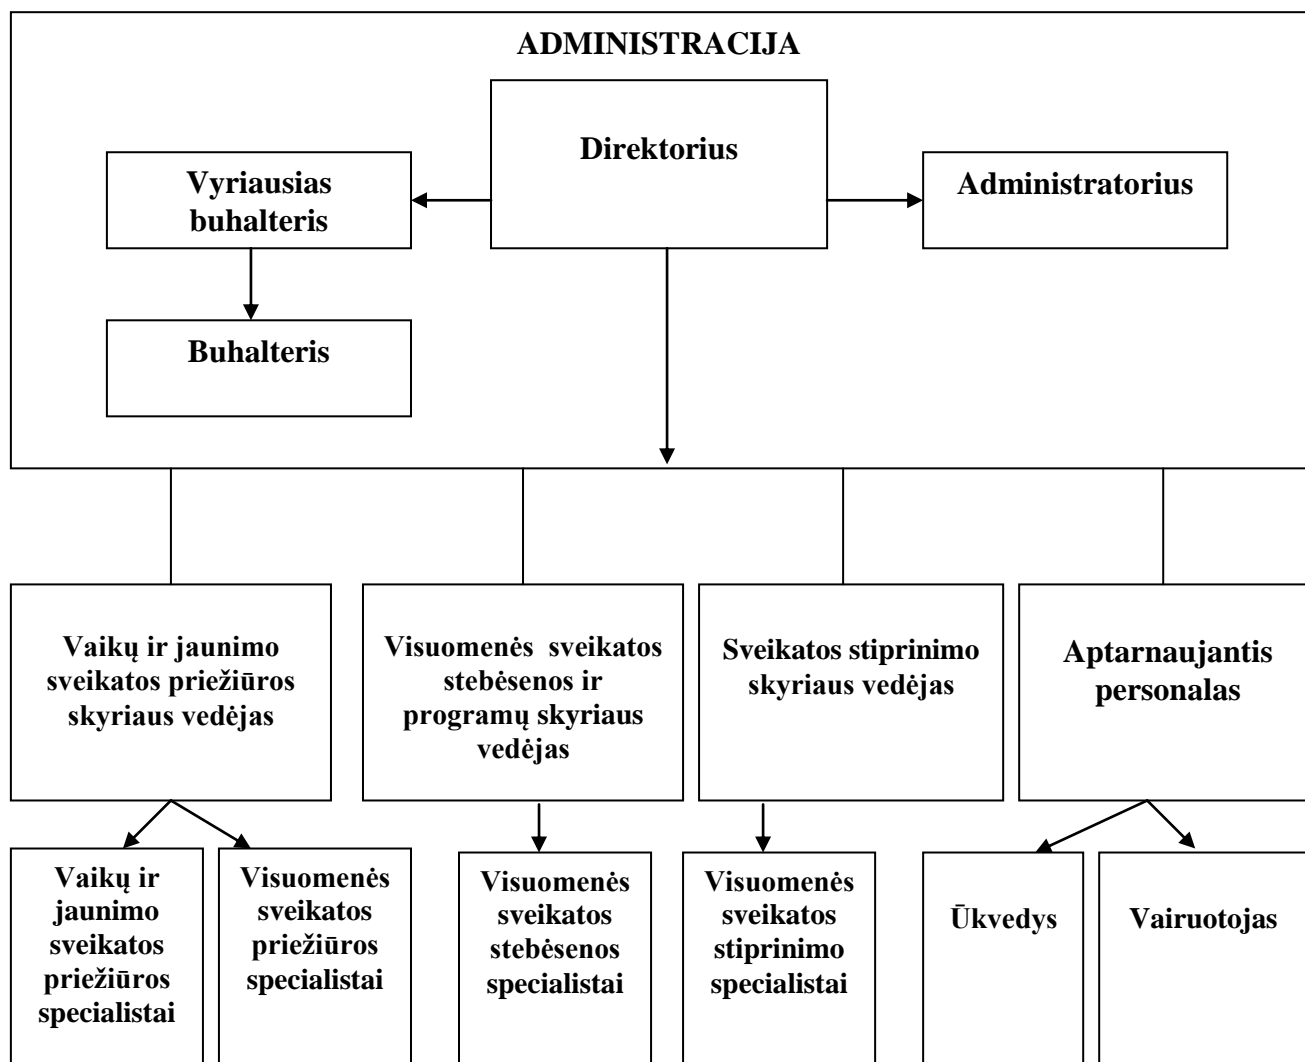 ADMINISTRACIJA
Direktorius
Vyriausias
buhalteris
Administratorius
Buhalteris
Vaikų ir jaunimo
sveikatos priežiūros
skyriaus vedėjas
Visuomenės sveikatos
stebėsenos ir
programų skyriaus
vedėjas
Sveikatos stiprinimo
skyriaus vedėjas
Aptarnaujantis
personalas
Vaikų ir
jaunimo
sveikatos
priežiūros
specialistai
Visuomenės
sveikatos
priežiūros
specialistai
Visuomenės
sveikatos
stebėsenos
specialistai
Visuomenės
sveikatos
stiprinimo
specialistai
Ūkvedys
Vairuotojas